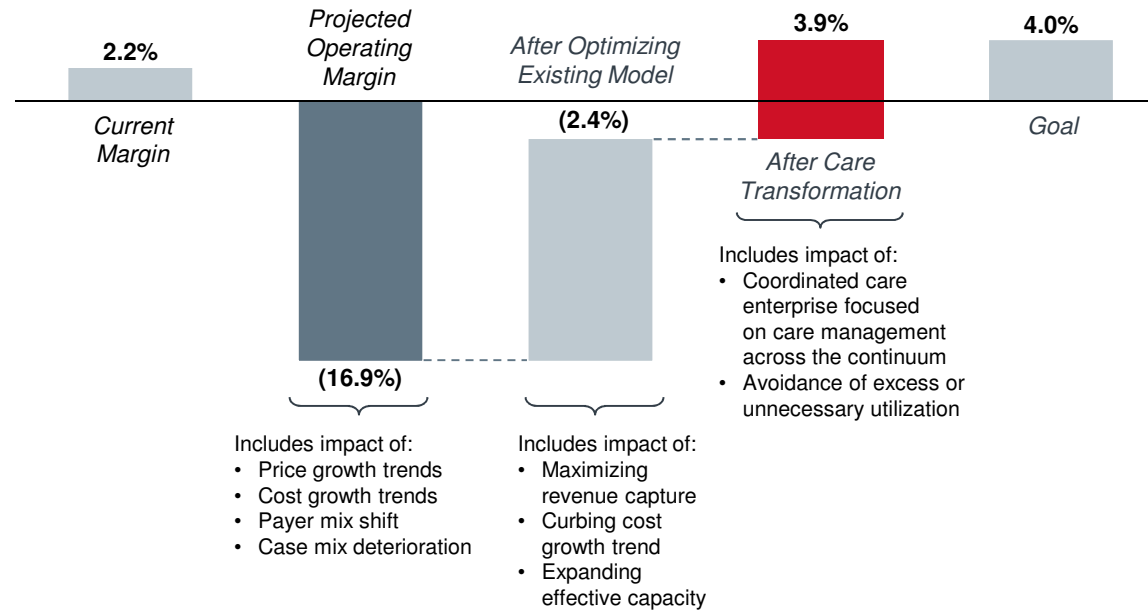 2.2%
Current
Margin
Projected
Operating
Margin
(16.9%)
Includes impact of:
• Price growth trends
• Cost growth trends
• Payer mix shift
• Case mix deterioration
After Optimizing
Existing Model
(2.4%)
Includes impact of:
• Maximizing
revenue capture
• Curbing cost
growth trend
• Expanding
effective capacity
3.9%
After Care
Transformation
Includes impact of:
• Coordinated care
enterprise focused
on care management
across the continuum
• Avoidance of excess or
unnecessary utilization
4.0%
Goal